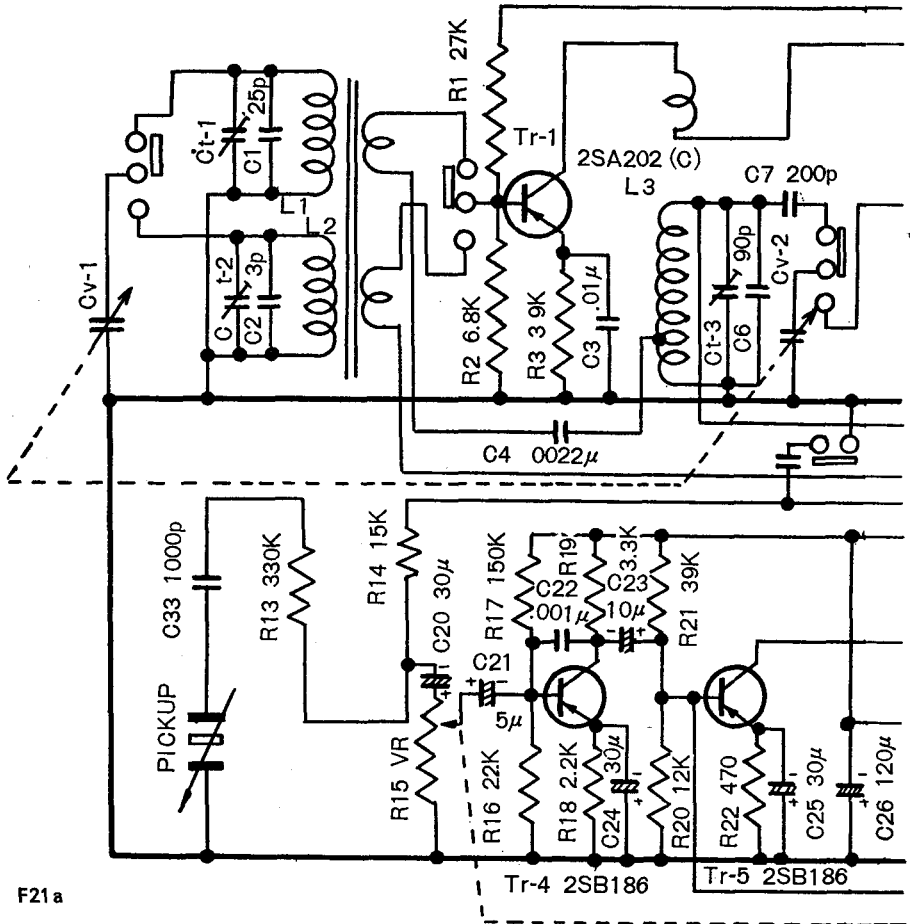 R1 27K
Tr-1
2SA202 (C)
L3
Ct-1
25p
C1
L1
L2
C t-2
3p
C2
Cv-1
R2 6.8K
R3 3 9K
C3 .01μ
C4 0022μ
C7 200p
90p
Ct-3
C6
Cv-2
C33 1000p
R13 330K
R14 15K
C20 30μ
R17 150K
C22
.001μ
R19 3.3K
C23
10μ
R21 39K
C21
5μ
PICKUP
R15 VR
R16 22K
R18 2.2K
C24 30μ
R20 12K
R22 470
C25 30μ
C26 120μ
Tr-4 2SB186
Tr-5 2SB186
F21a